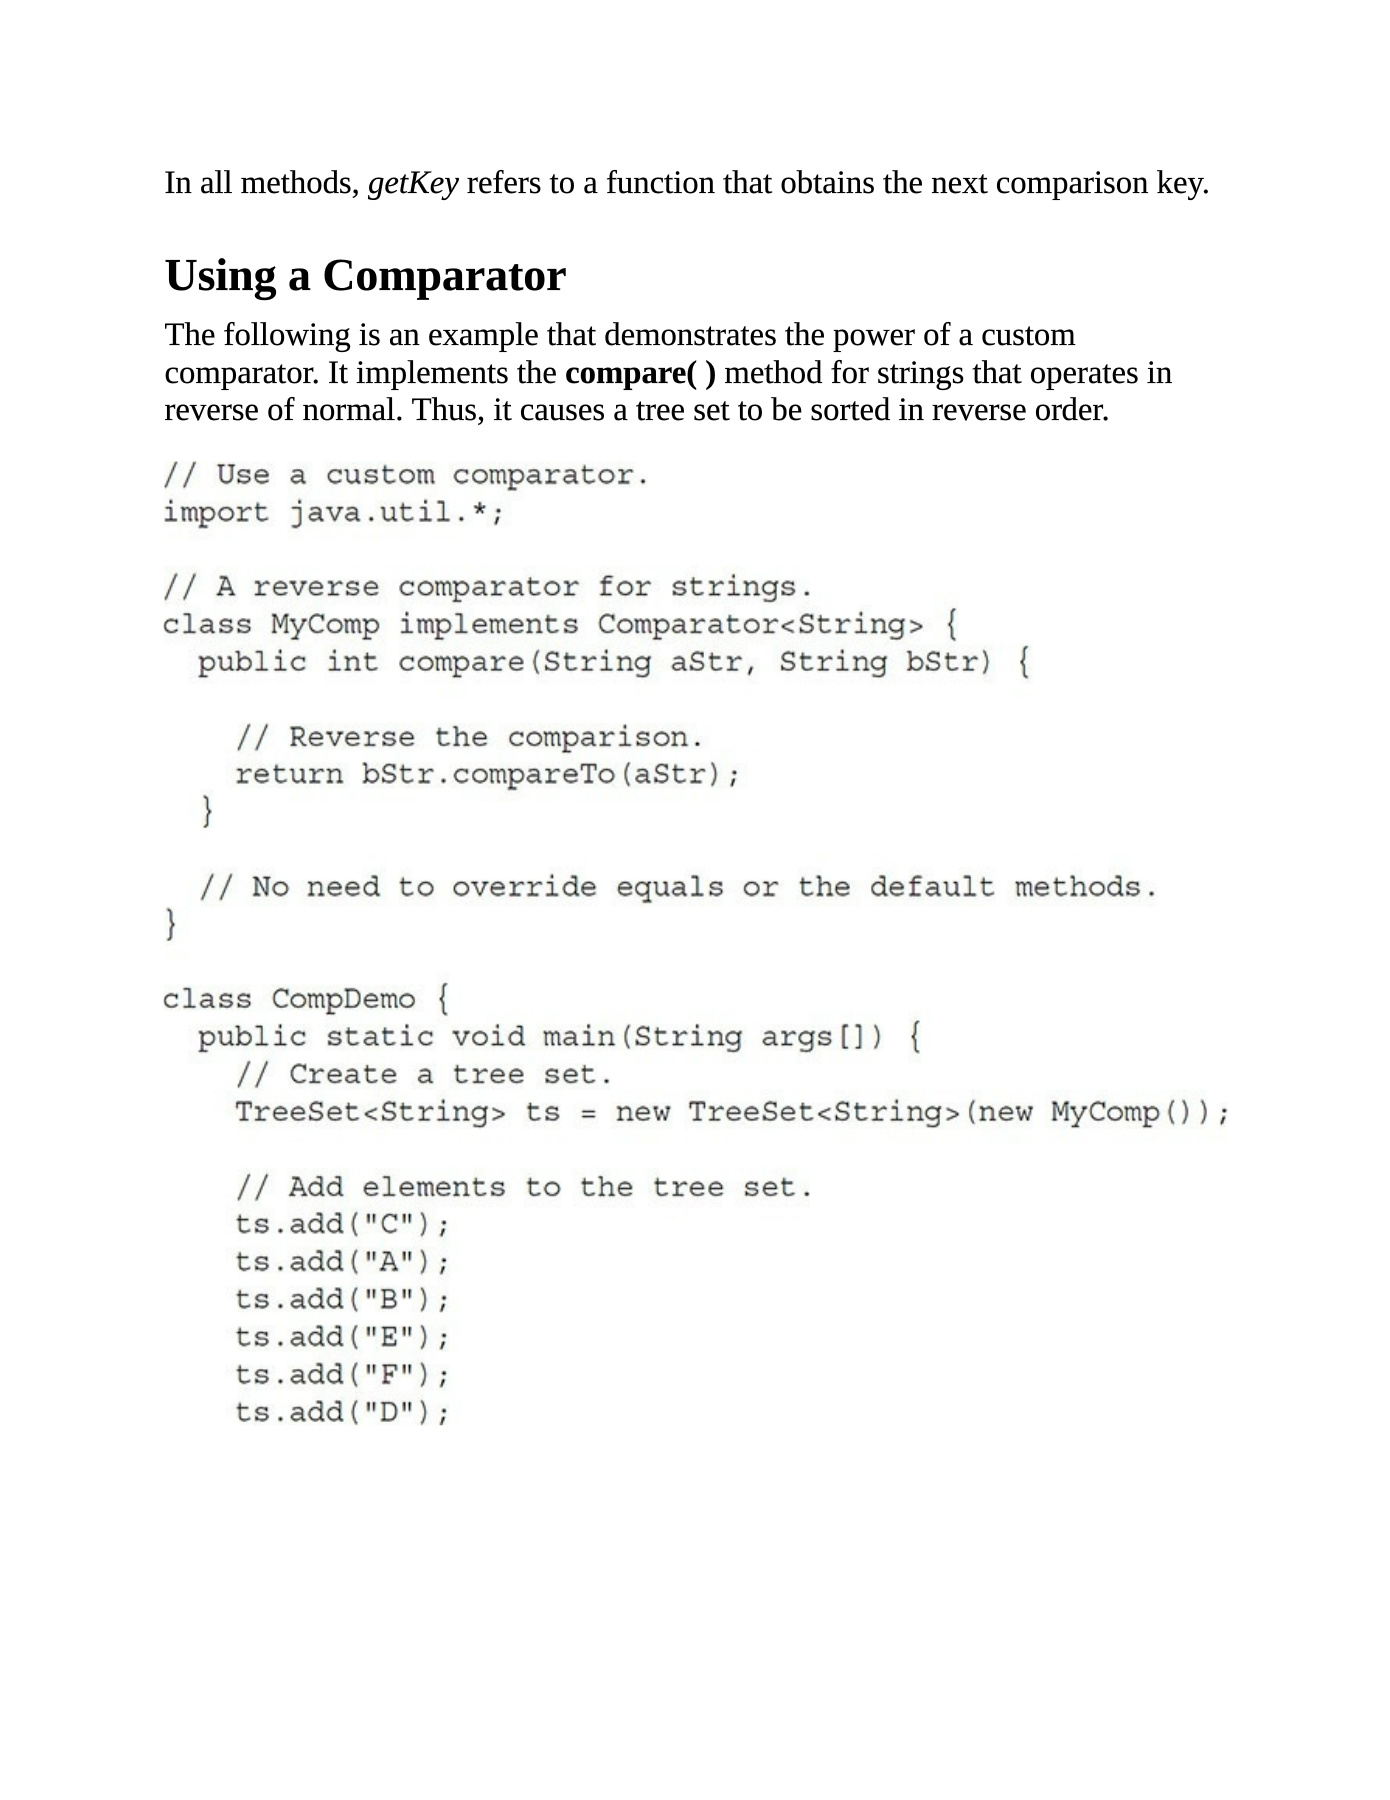 In all methods, getKey refers to a function that obtains the next comparison key.
Using a Comparator
The following is an example that demonstrates the power of a custom
comparator. It implements the compare( ) method for strings that operates in
reverse of normal. Thus, it causes a tree set to be sorted in reverse order.
// Use a custom comparator.
import java.util.*;
// A reverse comparator for strings.
class MyComp implements Comparator<String> {
  public int compare(String aStr, String bStr) {
    // Reverse the comparison.
    return bStr.compareTo(aStr);
  }
  // No need to override equals or the default methods.
}
class CompDemo {
  public static void main(String args[]) {
    // Create a tree set.
    TreeSet<String> ts = new TreeSet<String>(new MyComp());
    // Add elements to the tree set.
    ts.add("C");
    ts.add("A");
    ts.add("B");
    ts.add("E");
    ts.add("F");
    ts.add("D");